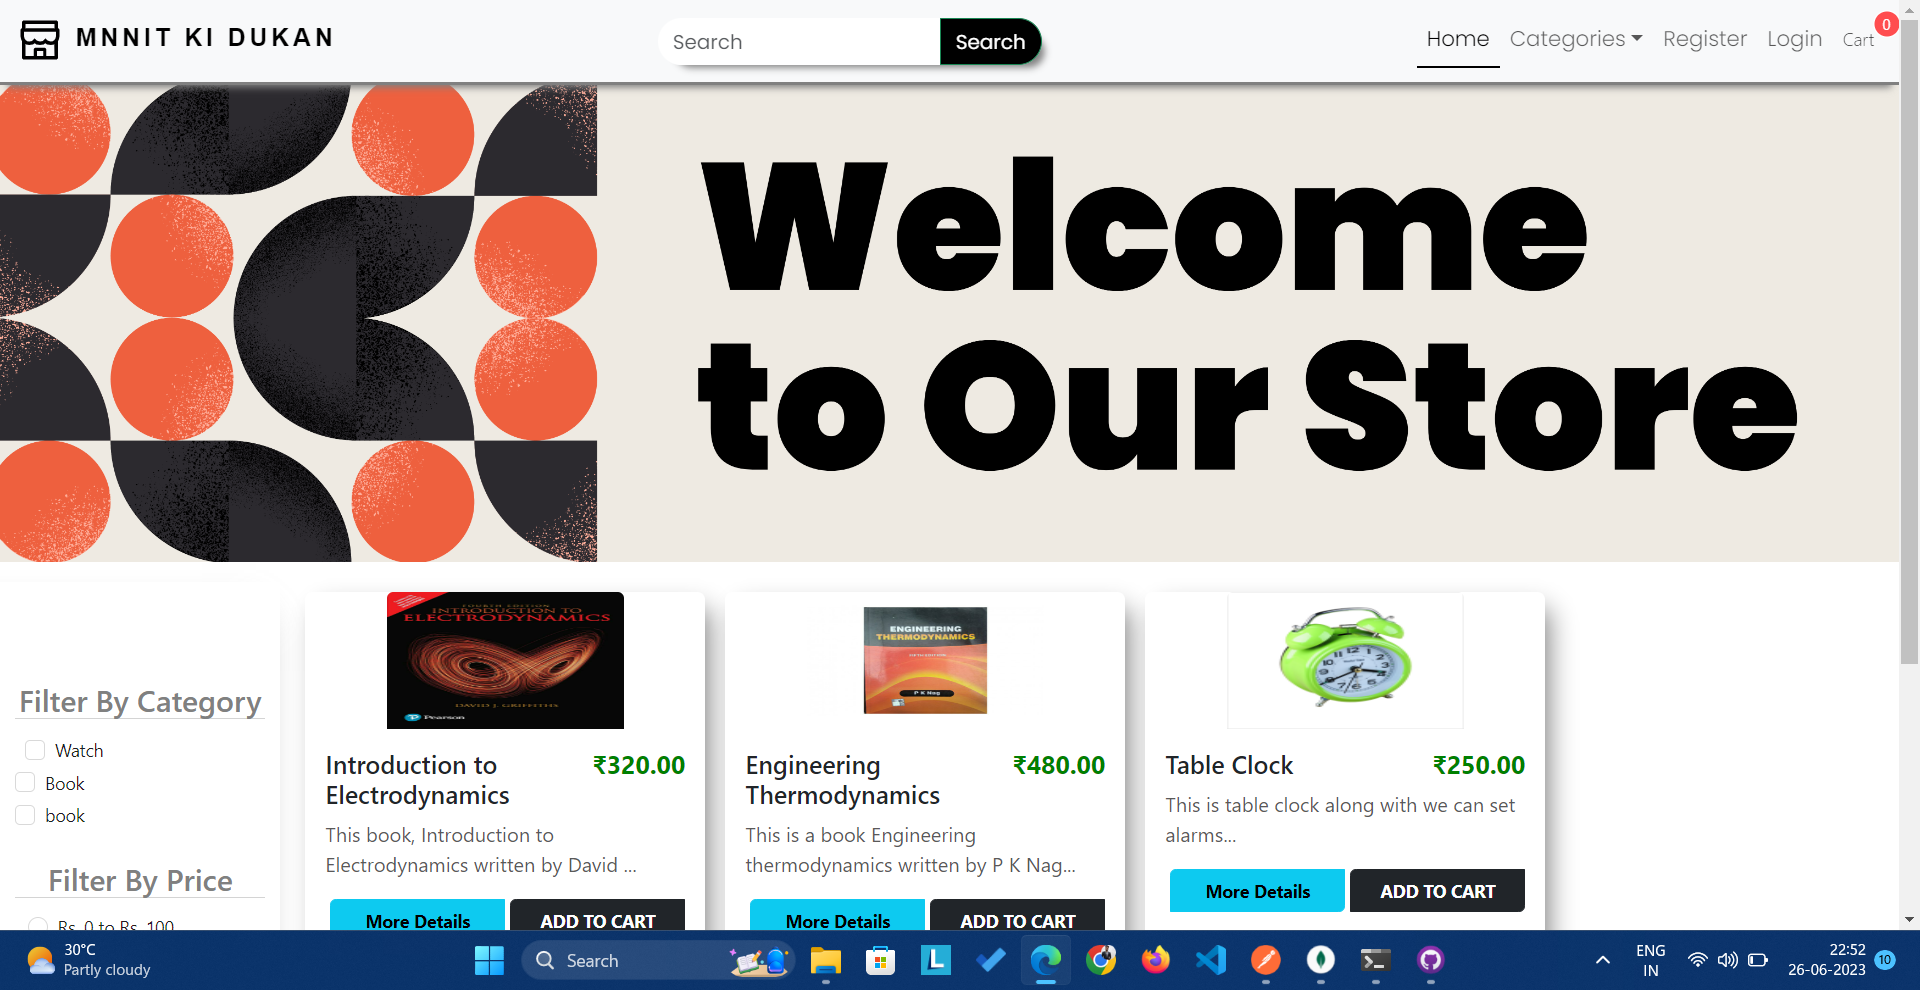 MNNIT KI DUKAN
Search
Search
Home
Categories
Register
Login
Cart
0
Welcome
to Our Store
Filter By Category
Watch
Book
book
Filter By Price
Rs. 0 to Rs. 100
FOURTH EDITION
INTRODUCTION TO
ELECTRODYNAMICS
DAVID J. GRIFFITHS
Pearson
Introduction to
Electrodynamics
₹320.00
This book, Introduction to
Electrodynamics written by David ...
More Details
ADD TO CART
ENGINEERING
THERMODYNAMICS
P K Nag
Engineering
Thermodynamics
₹480.00
This is a book Engineering
thermodynamics written by P K Nag...
More Details
ADD TO CART
Table Clock
₹250.00
This is table clock along with we can set
alarms...
More Details
ADD TO CART
30°C
Partly cloudy
Search
ENG
IN
22:52
26-06-2023
10